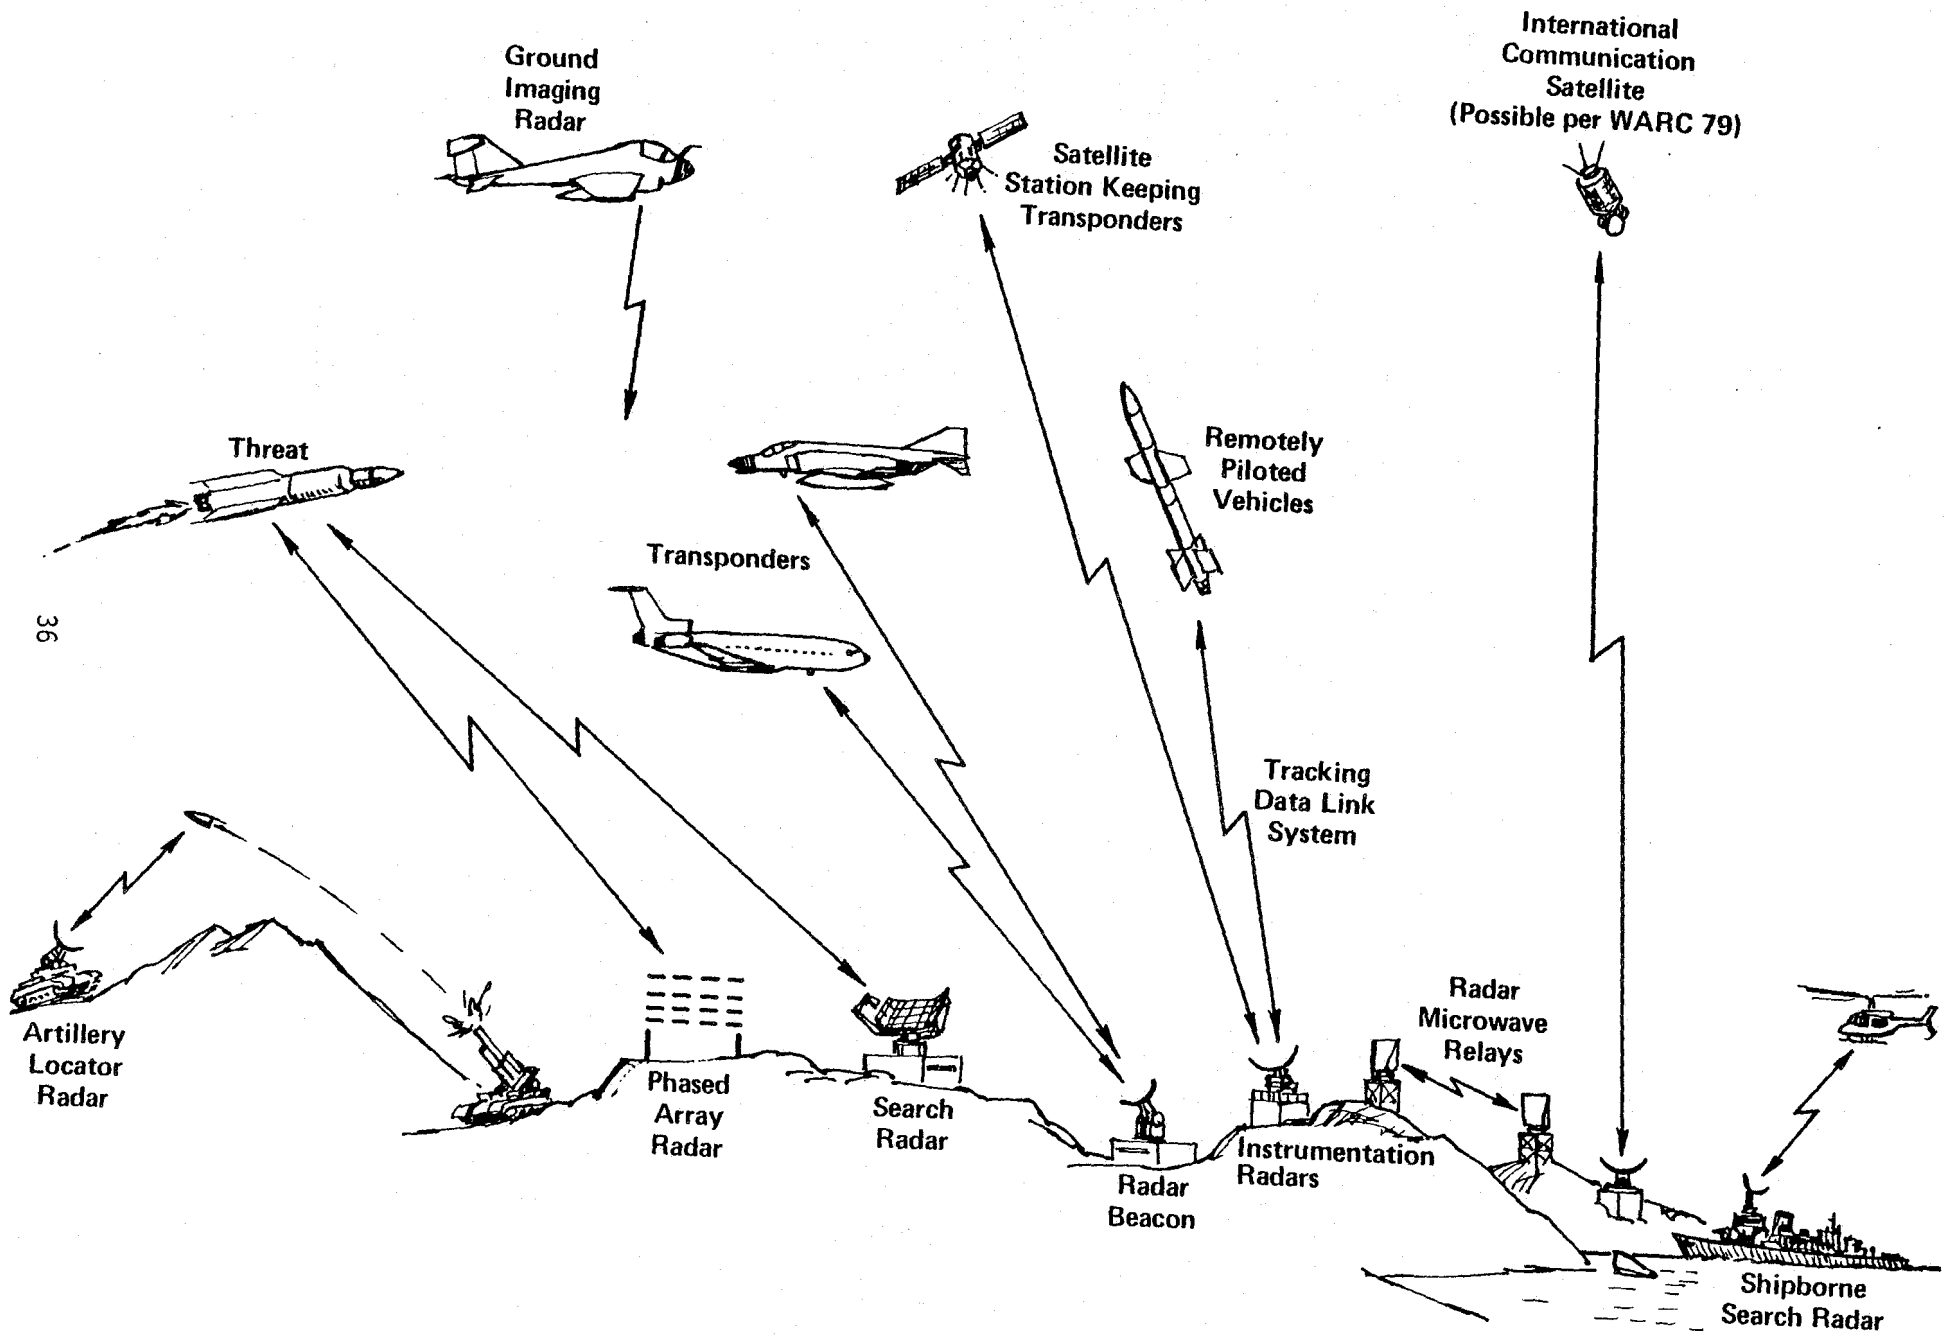 Ground
Imaging
Radar
Satellite
Station Keeping
Transponders
International
Communication
Satellite
(Possible per WARC 79)
Threat
Remotely
Piloted
Vehicles
Transponders
36
Tracking
Data Link
System
Artillery
Locator
Radar
Phased
Array
Radar
Search
Radar
Radar
Beacon
Instrumentation
Radars
Radar
Microwave
Relays
Shipborne
Search Radar